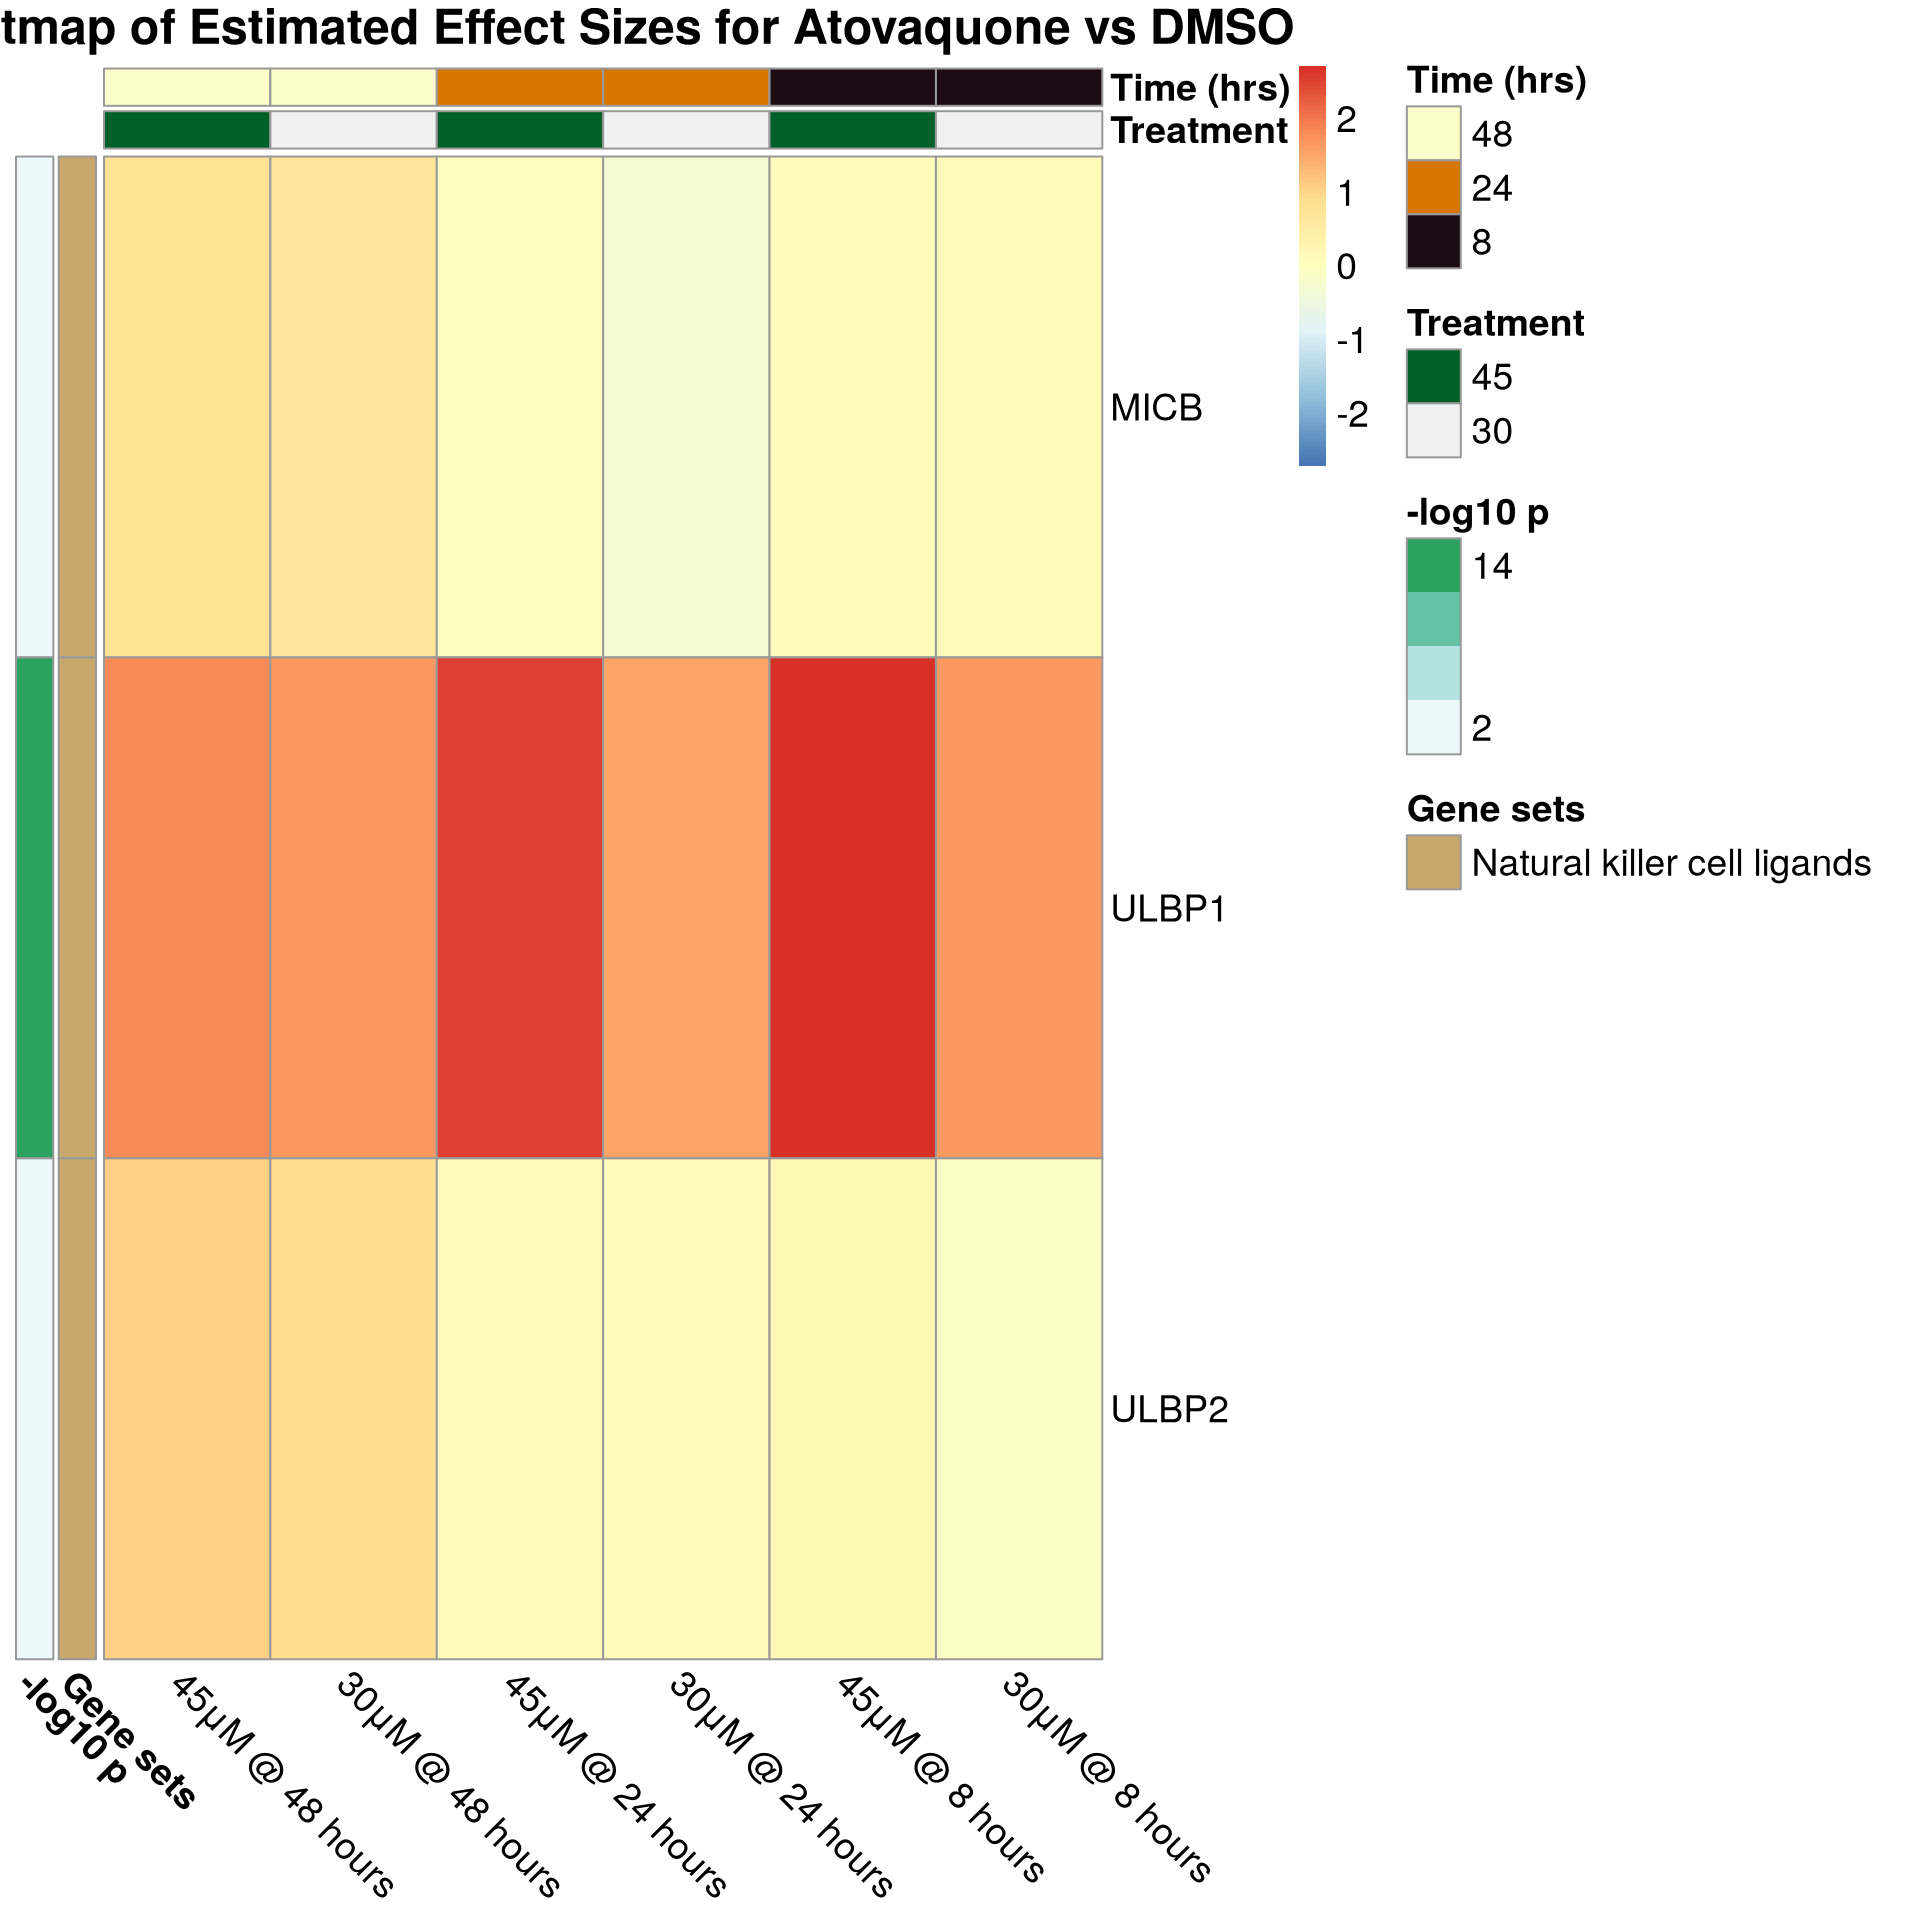 tmap of Estimated Effect Sizes for Atovaquone vs DMSO
Time (hrs)
Treatment
2
1
0
-1
-2
MICB
ULBP1
ULBP2
-log10 p
Gene sets
45µM @ 48 hours
30µM @ 48 hours
45µM @ 24 hours
30µM @ 24 hours
45µM @ 8 hours
30µM @ 8 hours
Time (hrs)
48
24
8
Treatment
45
30
-log10 p
14
2
Gene sets
Natural killer cell ligands